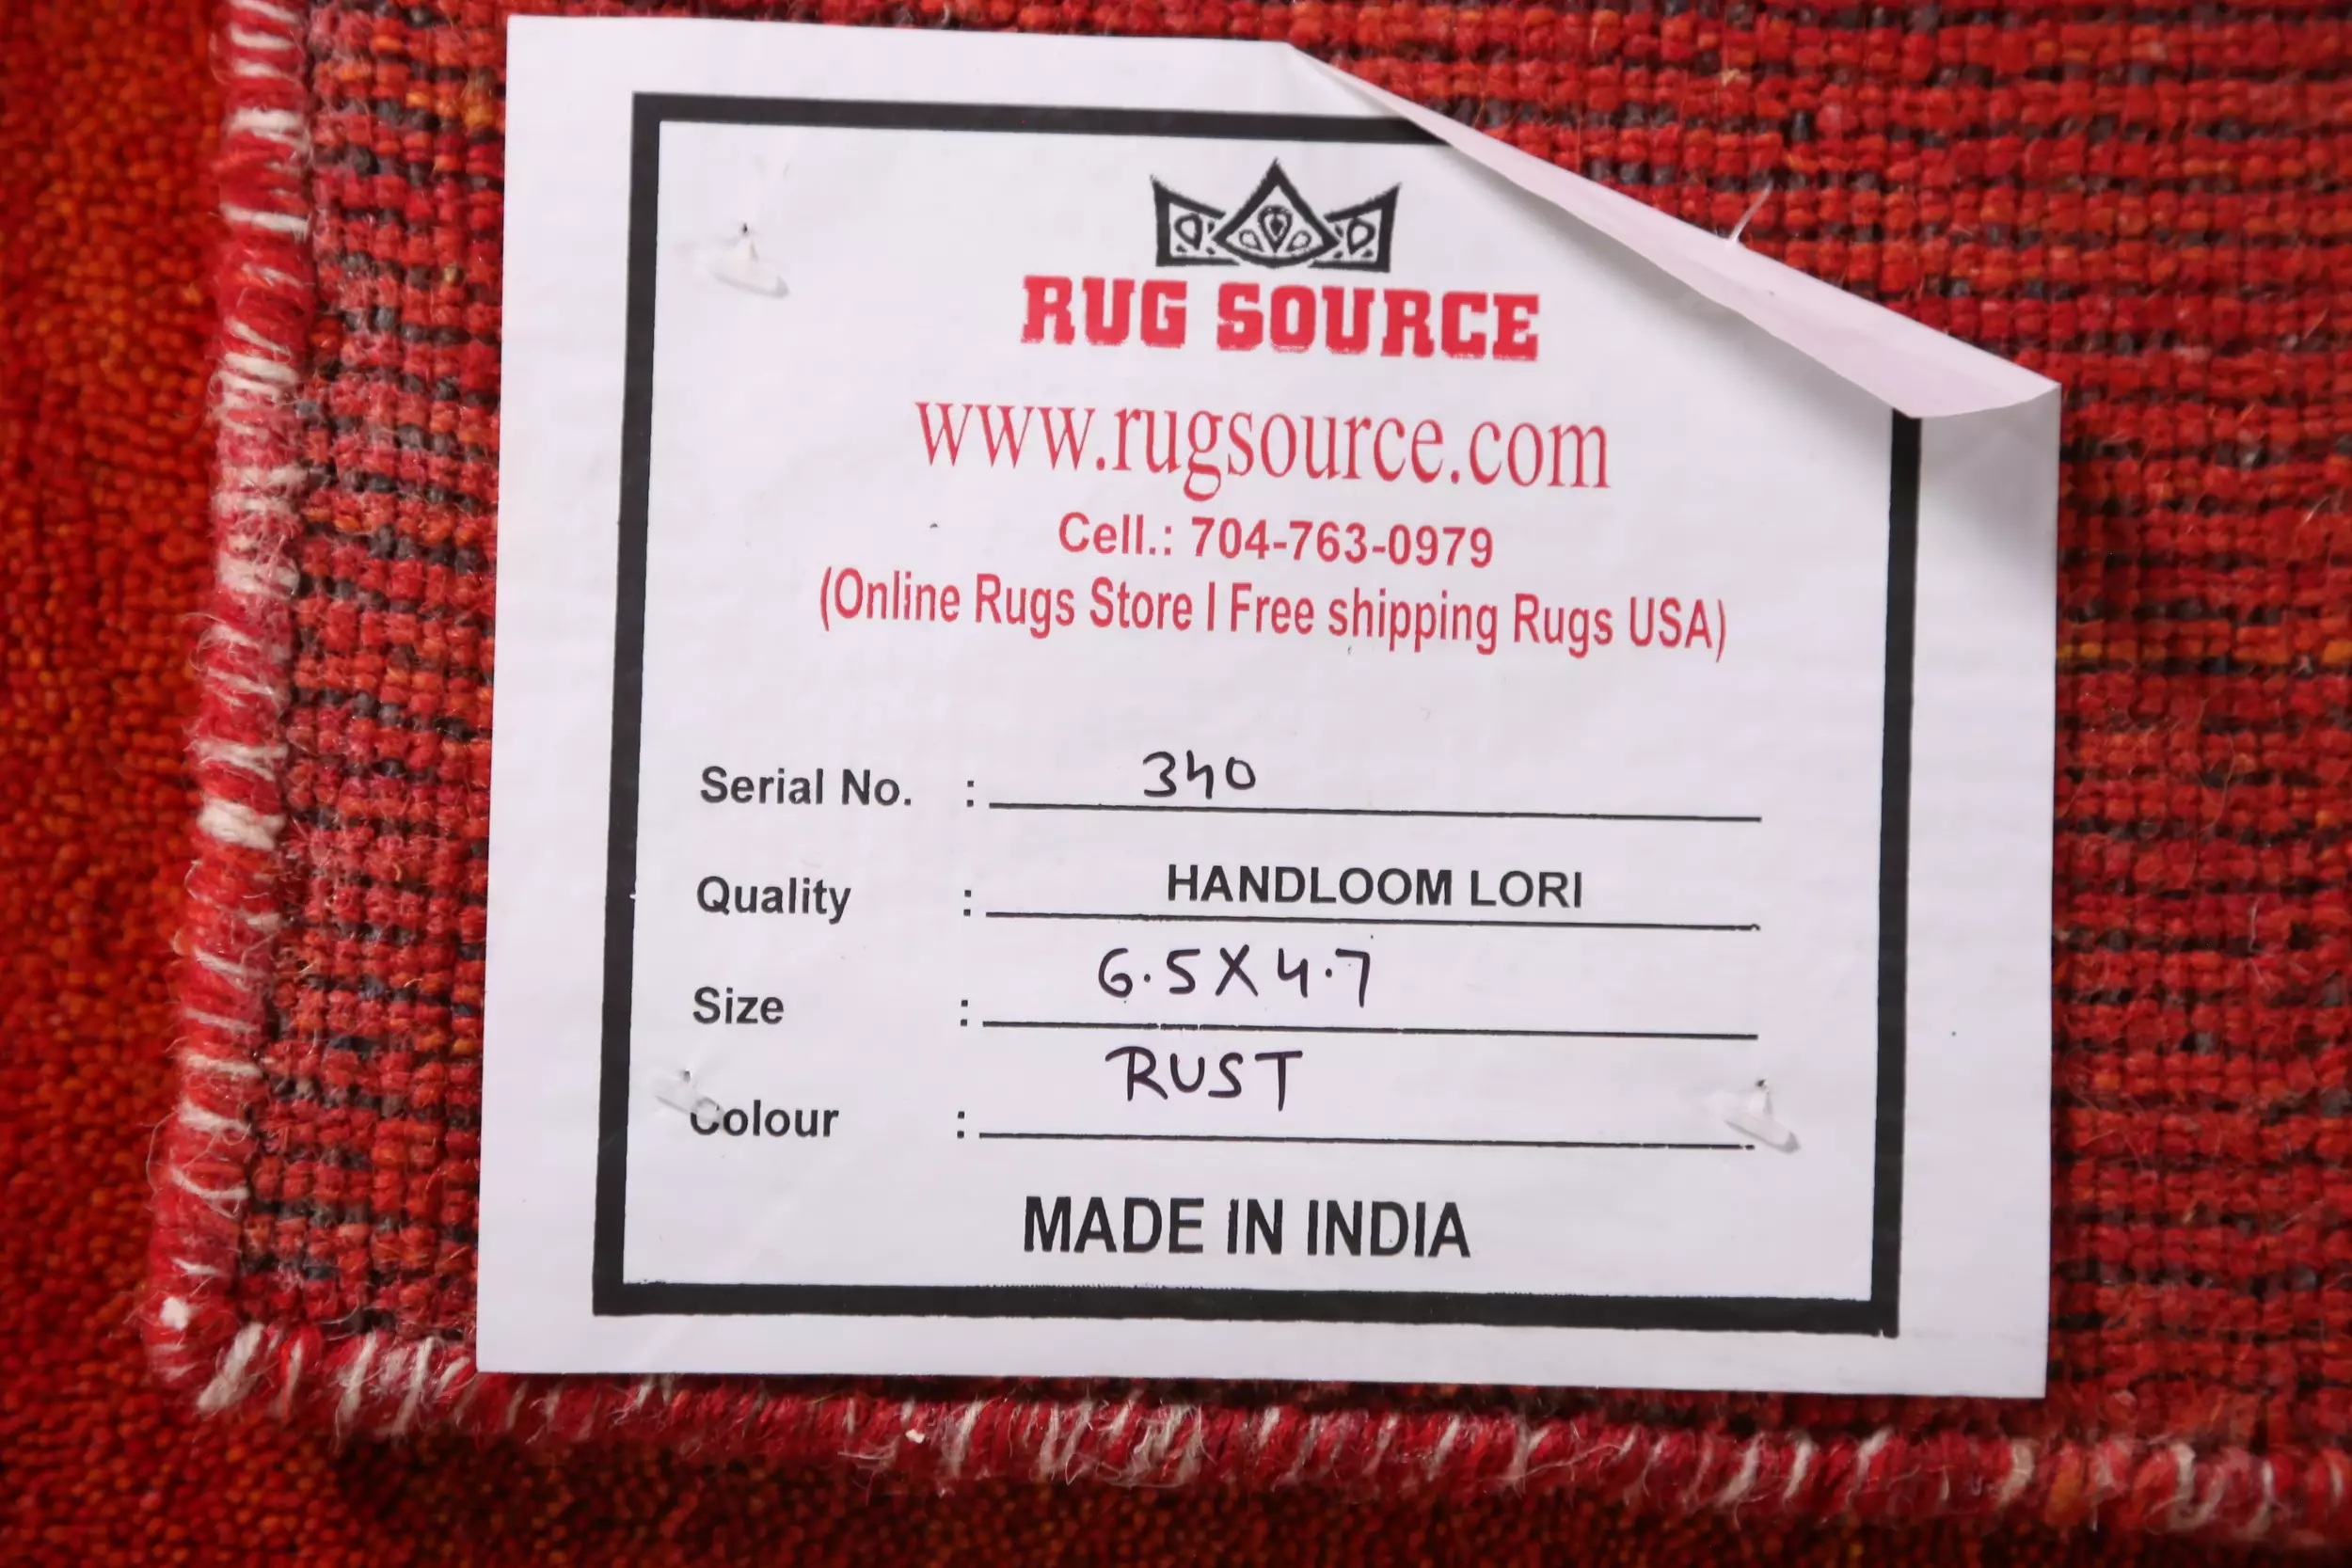 RUG SOURCE
www.rugsource.com
Cell.: 704-763-0979
(Online Rugs Store | Free shipping Rugs USA)
Serial No. : 340
Quality : HANDLOOM LORI
Size : 6.5X4.7
Colour : RUST
MADE IN INDIA